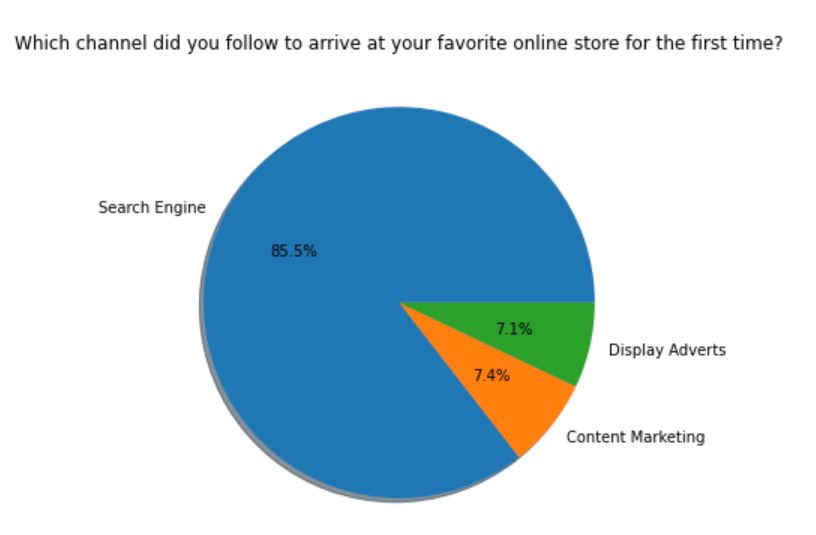 Which channel did you follow to arrive at your favorite online store for the first time?
Search Engine
85.5%
7.1%
Display Adverts
7.4%
Content Marketing